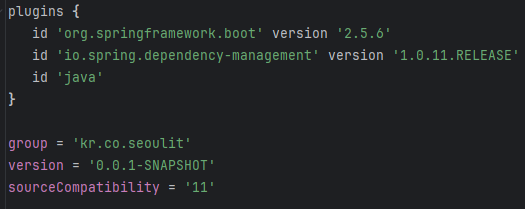 plugins {
id 'org.springframework.boot' version '2.5.6'
id 'io.spring.dependency-management' version '1.0.11.RELEASE'
id 'java'
}
group = 'kr.co.seoulit'
version = '0.0.1-SNAPSHOT'
sourceCompatibility = '11'